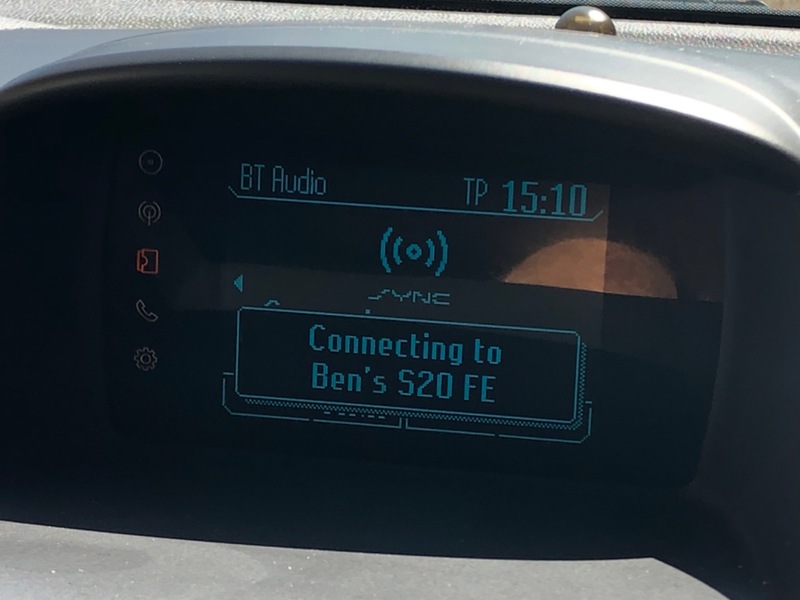 BT Audio TP 15:10
SYNC
Connecting to
Ben's S20 FE